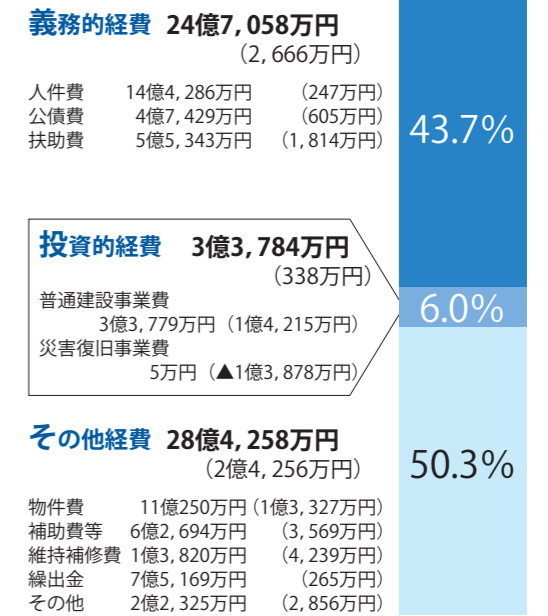 義務的経費 24億7,058万円
(2,666万円)
人件費 14億4,286万円 (247万円)
公債費 4億7,429万円 (605万円)
扶助費 5億5,343万円 (1,814万円)
43.7%
投資的経費 3億3,784万円
(338万円)
普通建設事業費
3億3,779万円(1億4,215万円)
災害復旧事業費
5万円(▲1億3,878万円)
6.0%
その他経費 28億4,258万円
(2億4,256万円)
50.3%
物件費 11億250万円(1億3,327万円)
補助費等 6億2,694万円 (3,569万円)
維持補修費 1億3,820万円 (4,239万円)
繰出金 7億5,169万円 (265万円)
その他 2億2,325万円 (2,856万円)